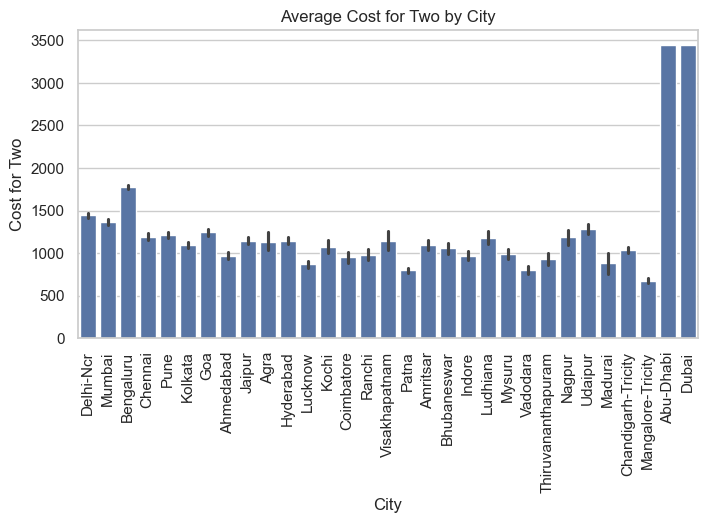 Average Cost for Two by City
Cost for Two
3500
3000
2500
2000
1500
1000
500
0
Delhi-Ncr
Mumbai
Bengaluru
Chennai
Pune
Kolkata
Goa
Ahmedabad
Jaipur
Agra
Hyderabad
Lucknow
Kochi
Coimbatore
Ranchi
Visakhapatnam
Patna
Amritsar
Bhubaneswar
Indore
Ludhiana
Mysuru
Vadodara
Thiruvananthapuram
Nagpur
Udaipur
Madurai
Chandigarh-Tricity
Mangalore-Tricity
Abu-Dhabi
Dubai
City